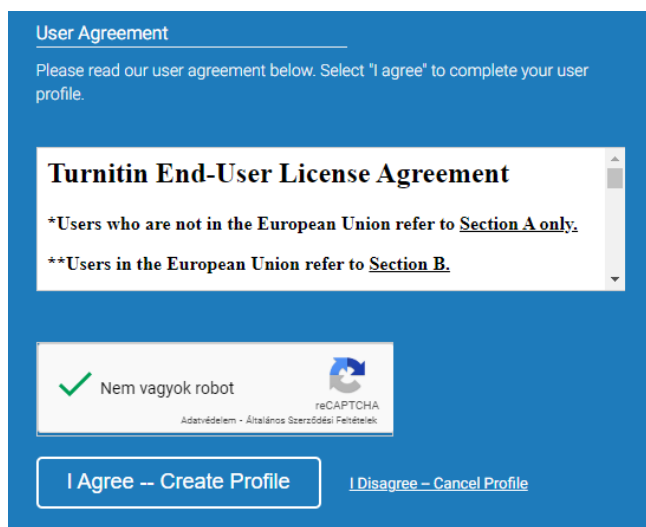 User Agreement
Please read our user agreement below. Select "I agree" to complete your user
profile.
Turnitin End-User License Agreement
*Users who are not in the European Union refer to Section A only.
**Users in the European Union refer to Section B.
Nem vagyok robot
reCAPTCHA
Adatvédelem - Általános Szerződési Feltételek
I Agree -- Create Profile
I Disagree – Cancel Profile